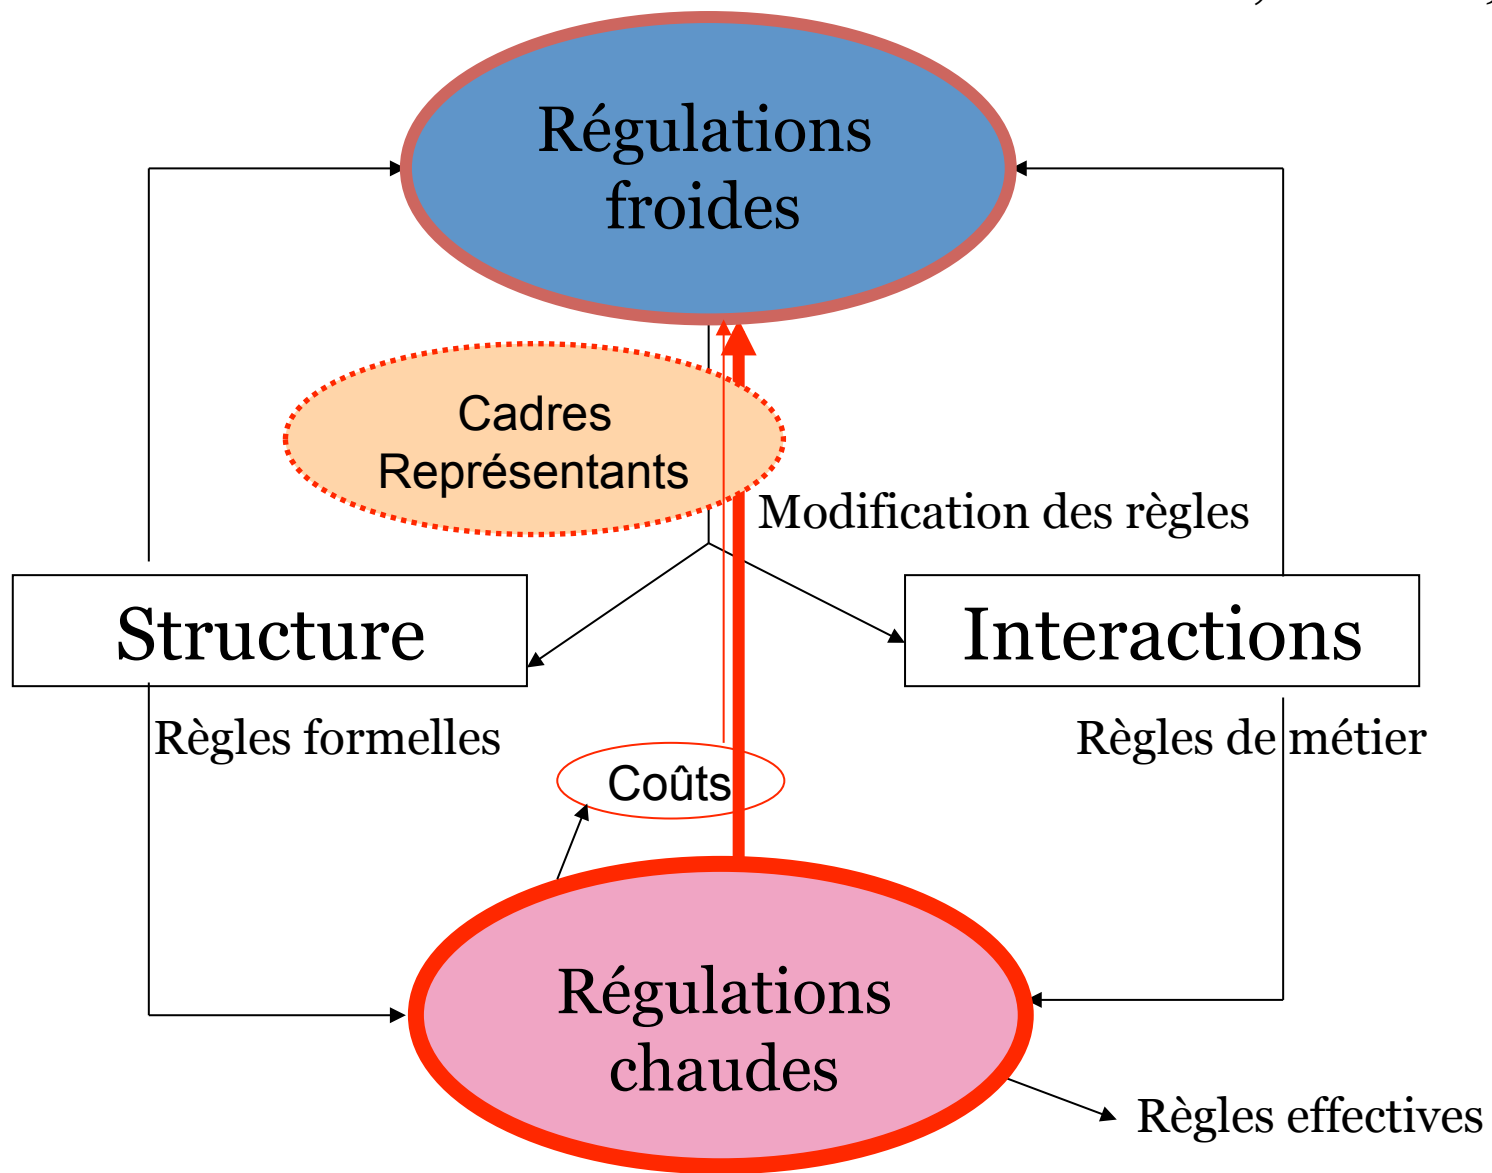 Régulations
froides
Cadres
Représentants
Modification des règles
Structure
Interactions
Règles formelles
Règles de métier
Coûts
Régulations
chaudes
Règles effectives